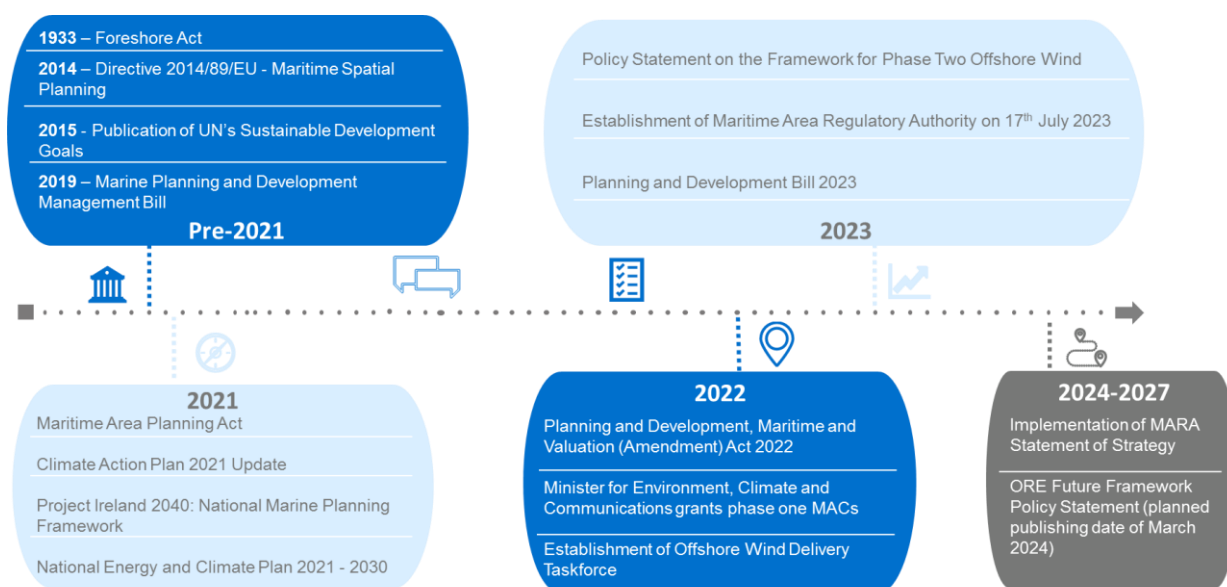 1933 – Foreshore Act
2014 – Directive 2014/89/EU - Maritime Spatial
Planning
2015 - Publication of UN's Sustainable Development
Goals
2019 – Marine Planning and Development
Management Bill
Pre-2021
Policy Statement on the Framework for Phase Two Offshore Wind
Establishment of Maritime Area Regulatory Authority on 17th July 2023
Planning and Development Bill 2023
2023
2021
Maritime Area Planning Act
Climate Action Plan 2021 Update
Project Ireland 2040: National Marine Planning
Framework
National Energy and Climate Plan 2021 - 2030
2022
Planning and Development, Maritime and
Valuation (Amendment) Act 2022
Minister for Environment, Climate and
Communications grants phase one MACs
Establishment of Offshore Wind Delivery
Taskforce
2024-2027
Implementation of MARA
Statement of Strategy
ORE Future Framework
Policy Statement (planned
publishing date of March
2024)